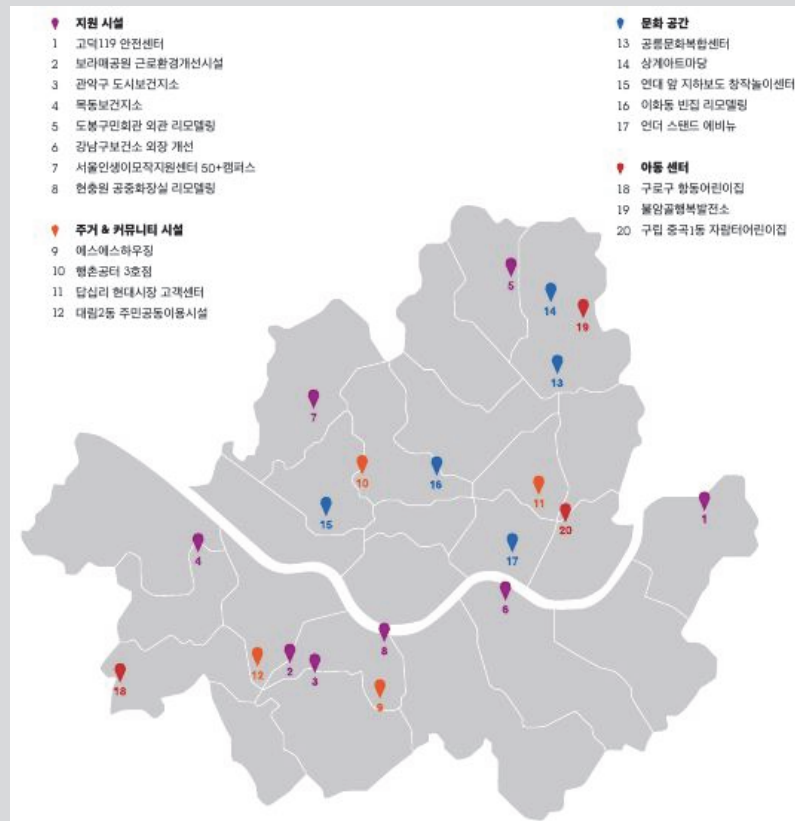 지원 시설
1 고덕119 안전센터
2 보라매공원 근로환경개선시설
3 관악구 도시보건지소
4 목동보건지소
5 도봉구민회관 외관 리모델링
6 강남구보건소 외장 개선
7 서울인생이모작지원센터 50+캠퍼스
8 현충원 공중화장실 리모델링
주거 & 커뮤니티 시설
9 에스에스하우징
10 행촌공터 3호점
11 답십리 현대시장 고객센터
12 대림2동 주민공동이용시설
문화 공간
13 공릉문화복합센터
14 상계아트마당
15 연대 앞 지하보도 창작놀이센터
16 이화동 빈집 리모델링
17 언더 스탠드 에비뉴
아동 센터
18 구로구 항동어린이집
19 불암골행복발전소
20 구립 중곡1동 자람터어린이집
5
14
19
13
7
10
16
11
1
15
20
4
17
6
8
12
2
3
18
9